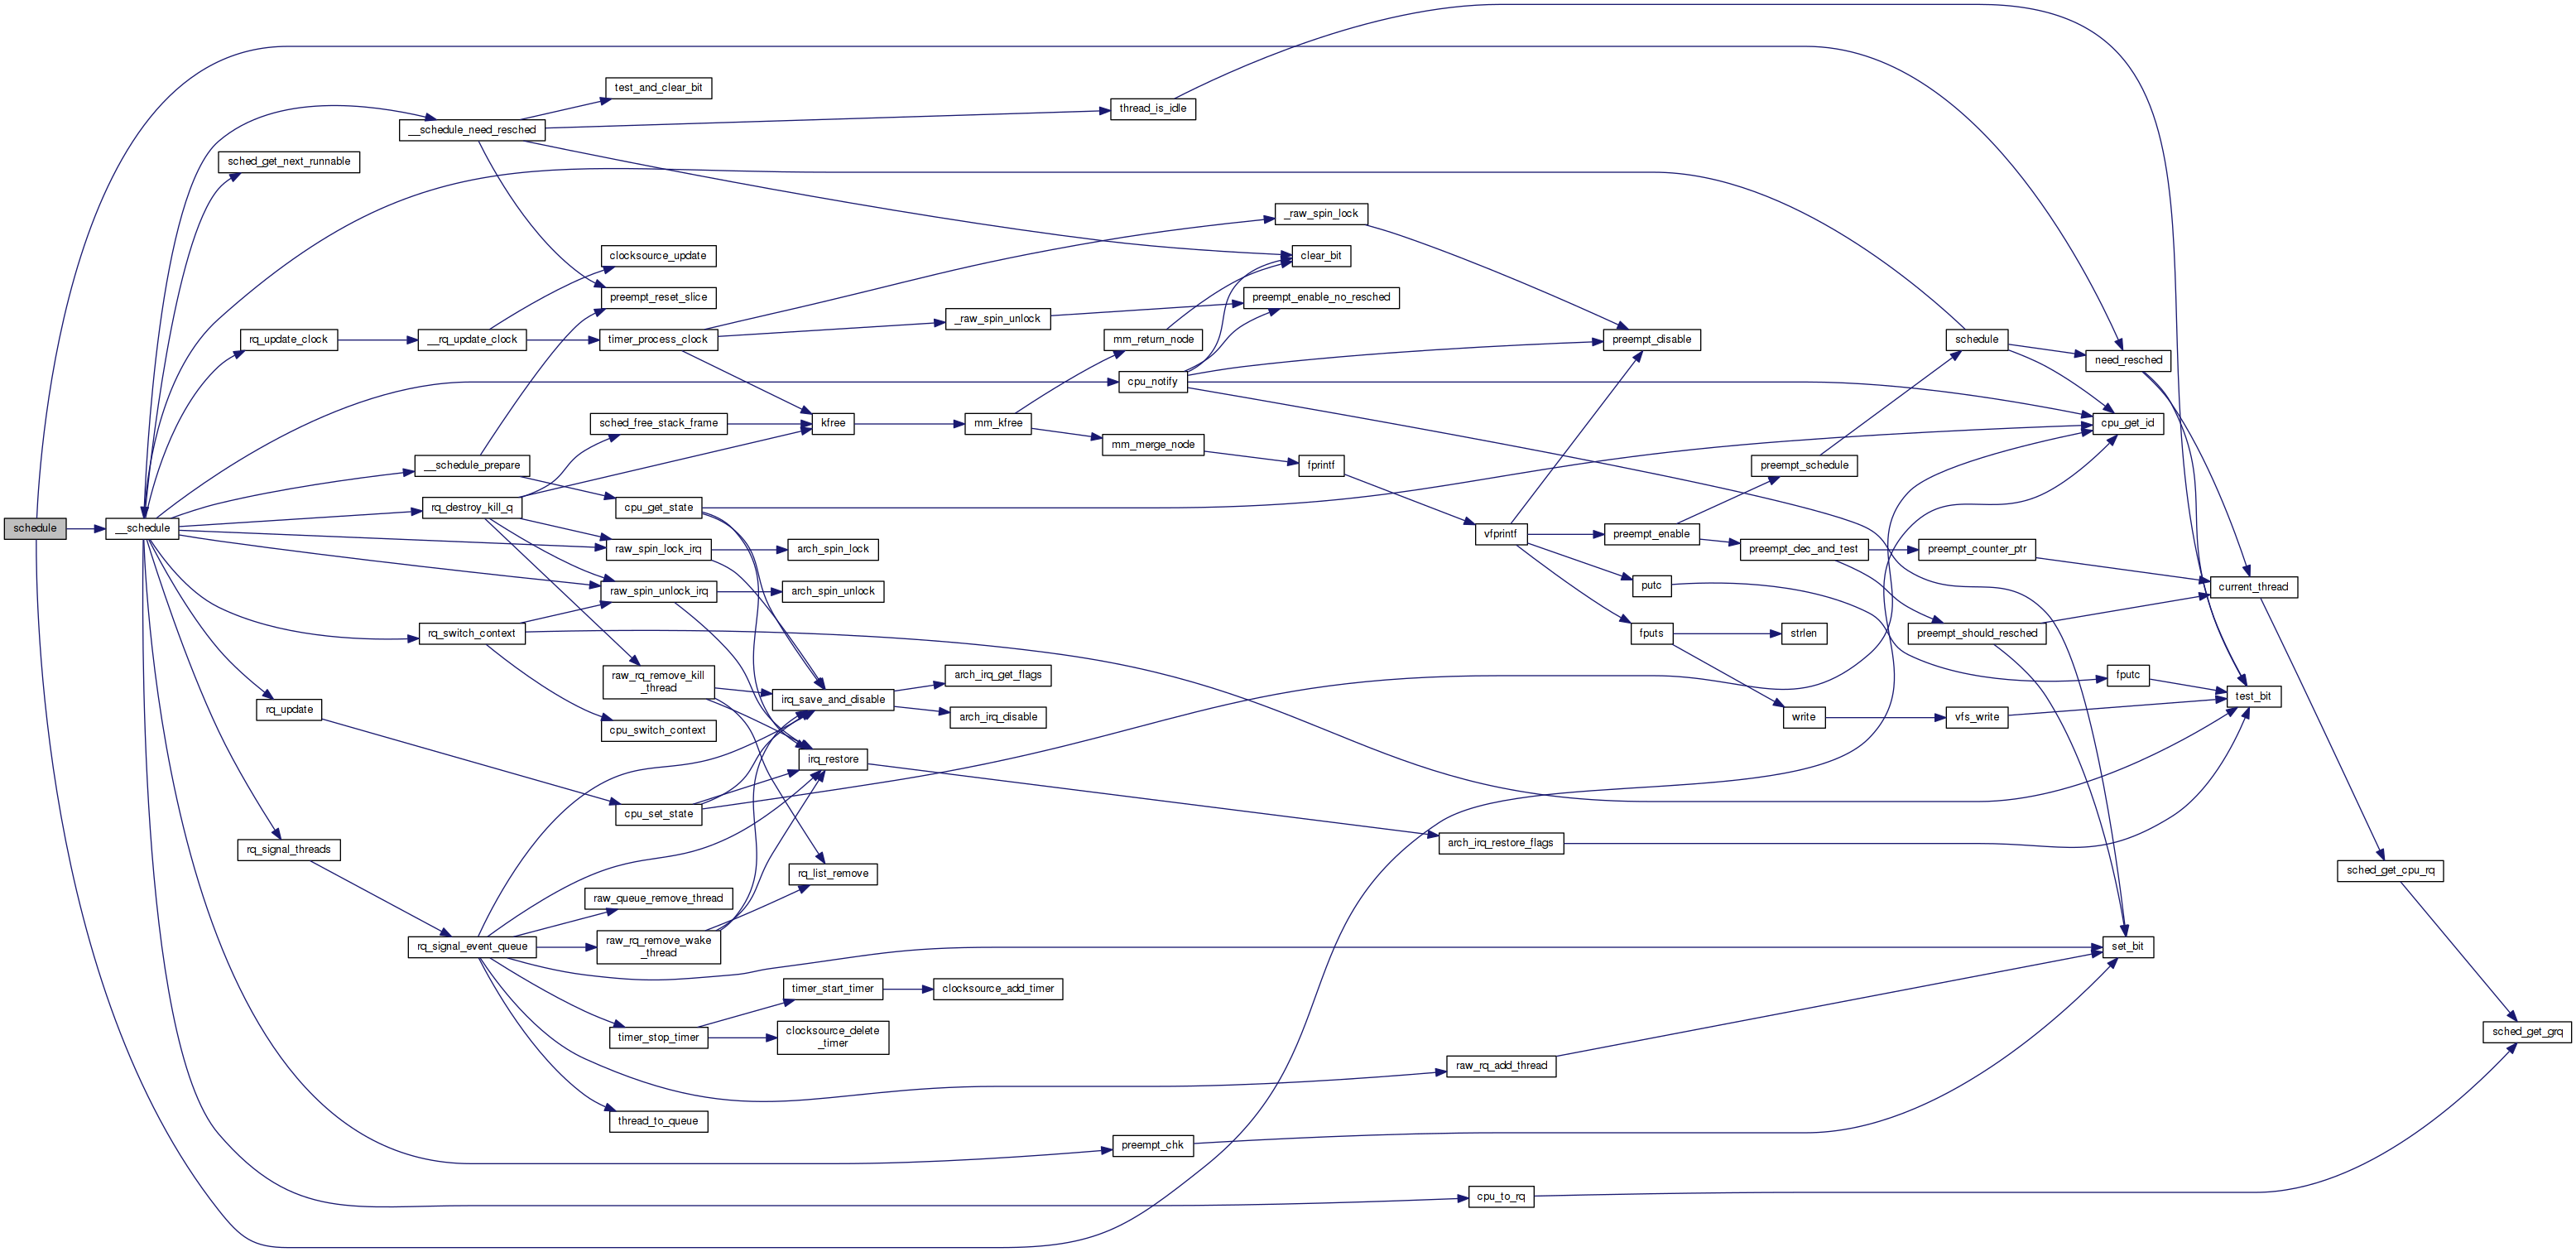 test_and_clear_bit
thread_is_idle
__schedule_need_resched
sched_get_next_runnable
_raw_spin_lock
clocksource_update
clear_bit
preempt_reset_slice
preempt_enable_no_resched
_raw_spin_unlock
rq_update_clock
__rq_update_clock
timer_process_clock
mm_return_node
preempt_disable
schedule
need_resched
cpu_notify
sched_free_stack_frame
kfree
mm_kfree
cpu_get_id
mm_merge_node
__schedule_prepare
fprintf
preempt_schedule
rq_destroy_kill_q
cpu_get_state
schedule
__schedule
vfprintf
preempt_enable
raw_spin_lock_irq
arch_spin_lock
preempt_dec_and_test
preempt_counter_ptr
raw_spin_unlock_irq
arch_spin_unlock
putc
current_thread
rq_switch_context
fputs
strlen
preempt_should_resched
raw_rq_remove_kill
_thread
arch_irq_get_flags
fputc
irq_save_and_disable
test_bit
rq_update
arch_irq_disable
write
vfs_write
cpu_switch_context
irq_restore
cpu_set_state
rq_signal_threads
arch_irq_restore_flags
rq_list_remove
sched_get_cpu_rq
raw_queue_remove_thread
rq_signal_event_queue
raw_rq_remove_wake
_thread
set_bit
timer_start_timer
clocksource_add_timer
timer_stop_timer
clocksource_delete
_timer
sched_get_grq
raw_rq_add_thread
thread_to_queue
preempt_chk
cpu_to_rq